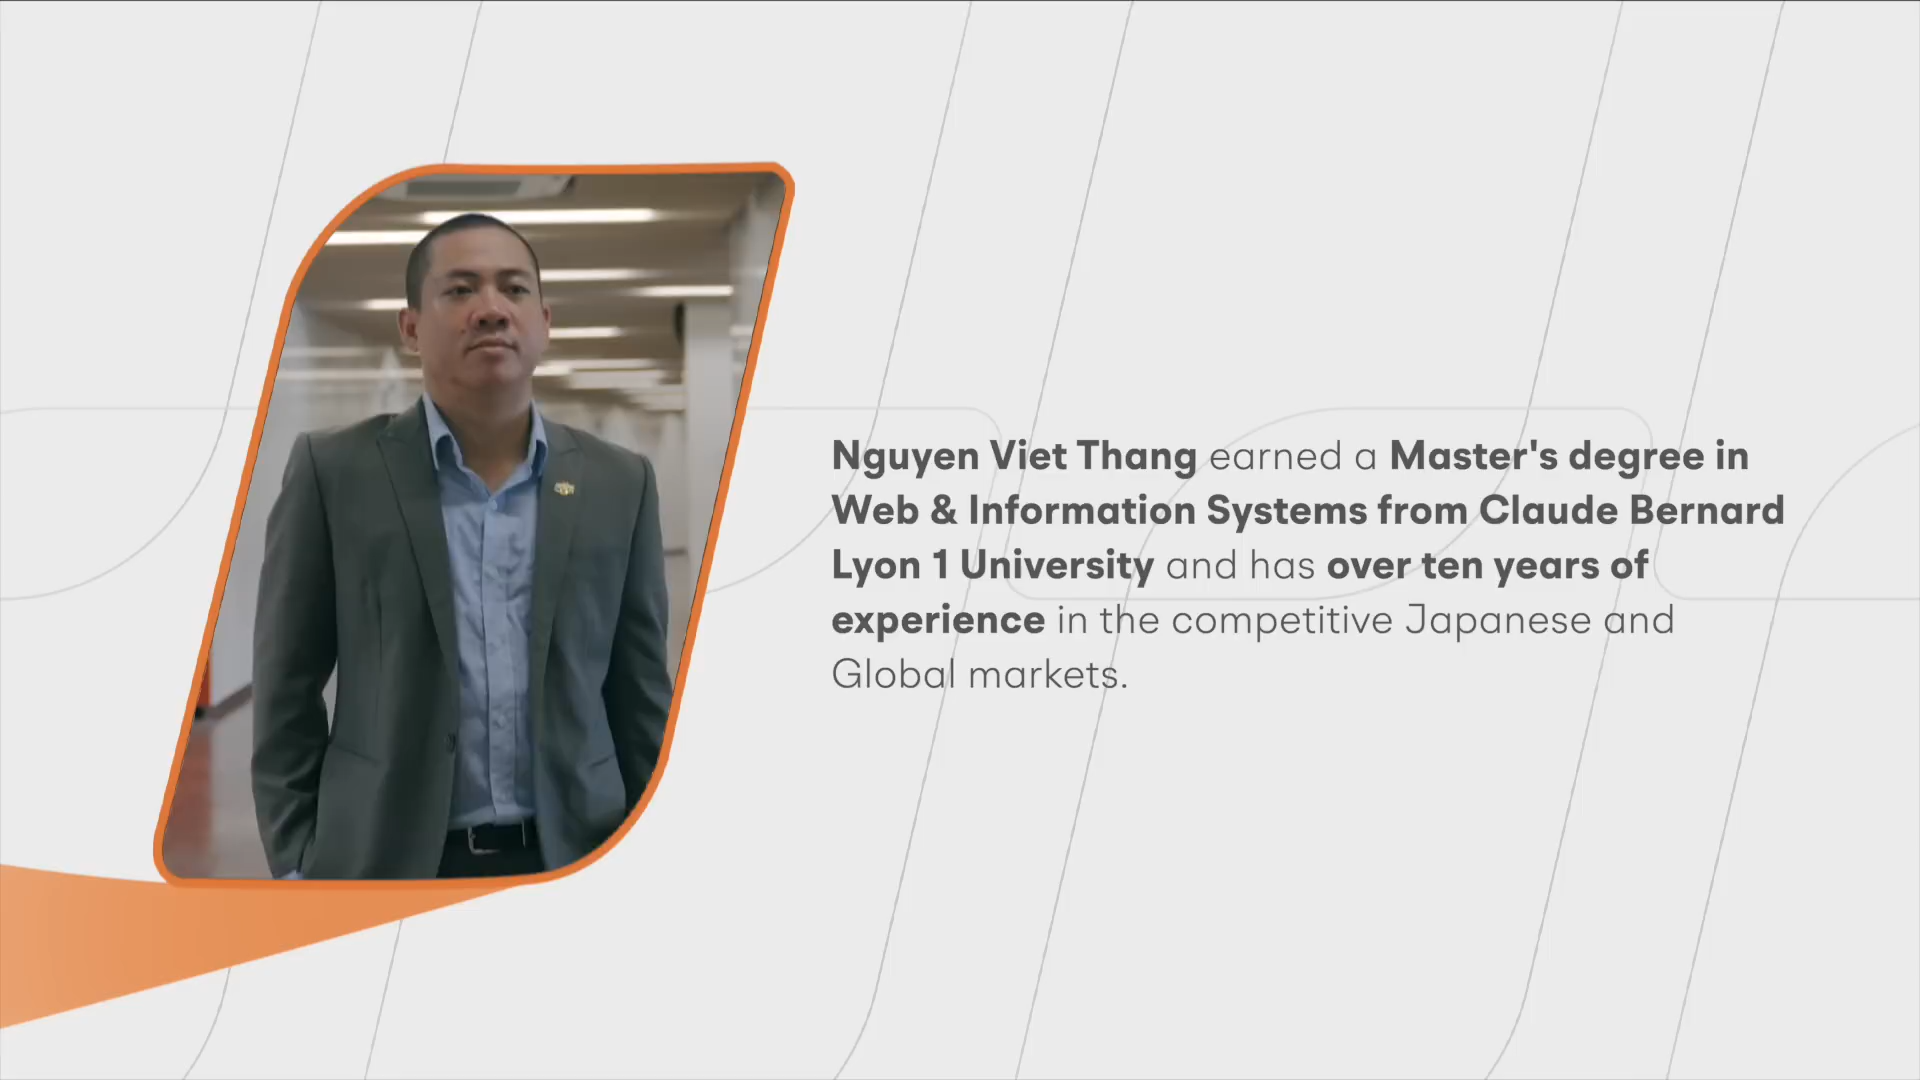 Nguyen Viet Thang earned a Master's degree in
Web & Information Systems from Claude Bernard
Lyon 1 University and has over ten years of
experience in the competitive Japanese and
Global markets.